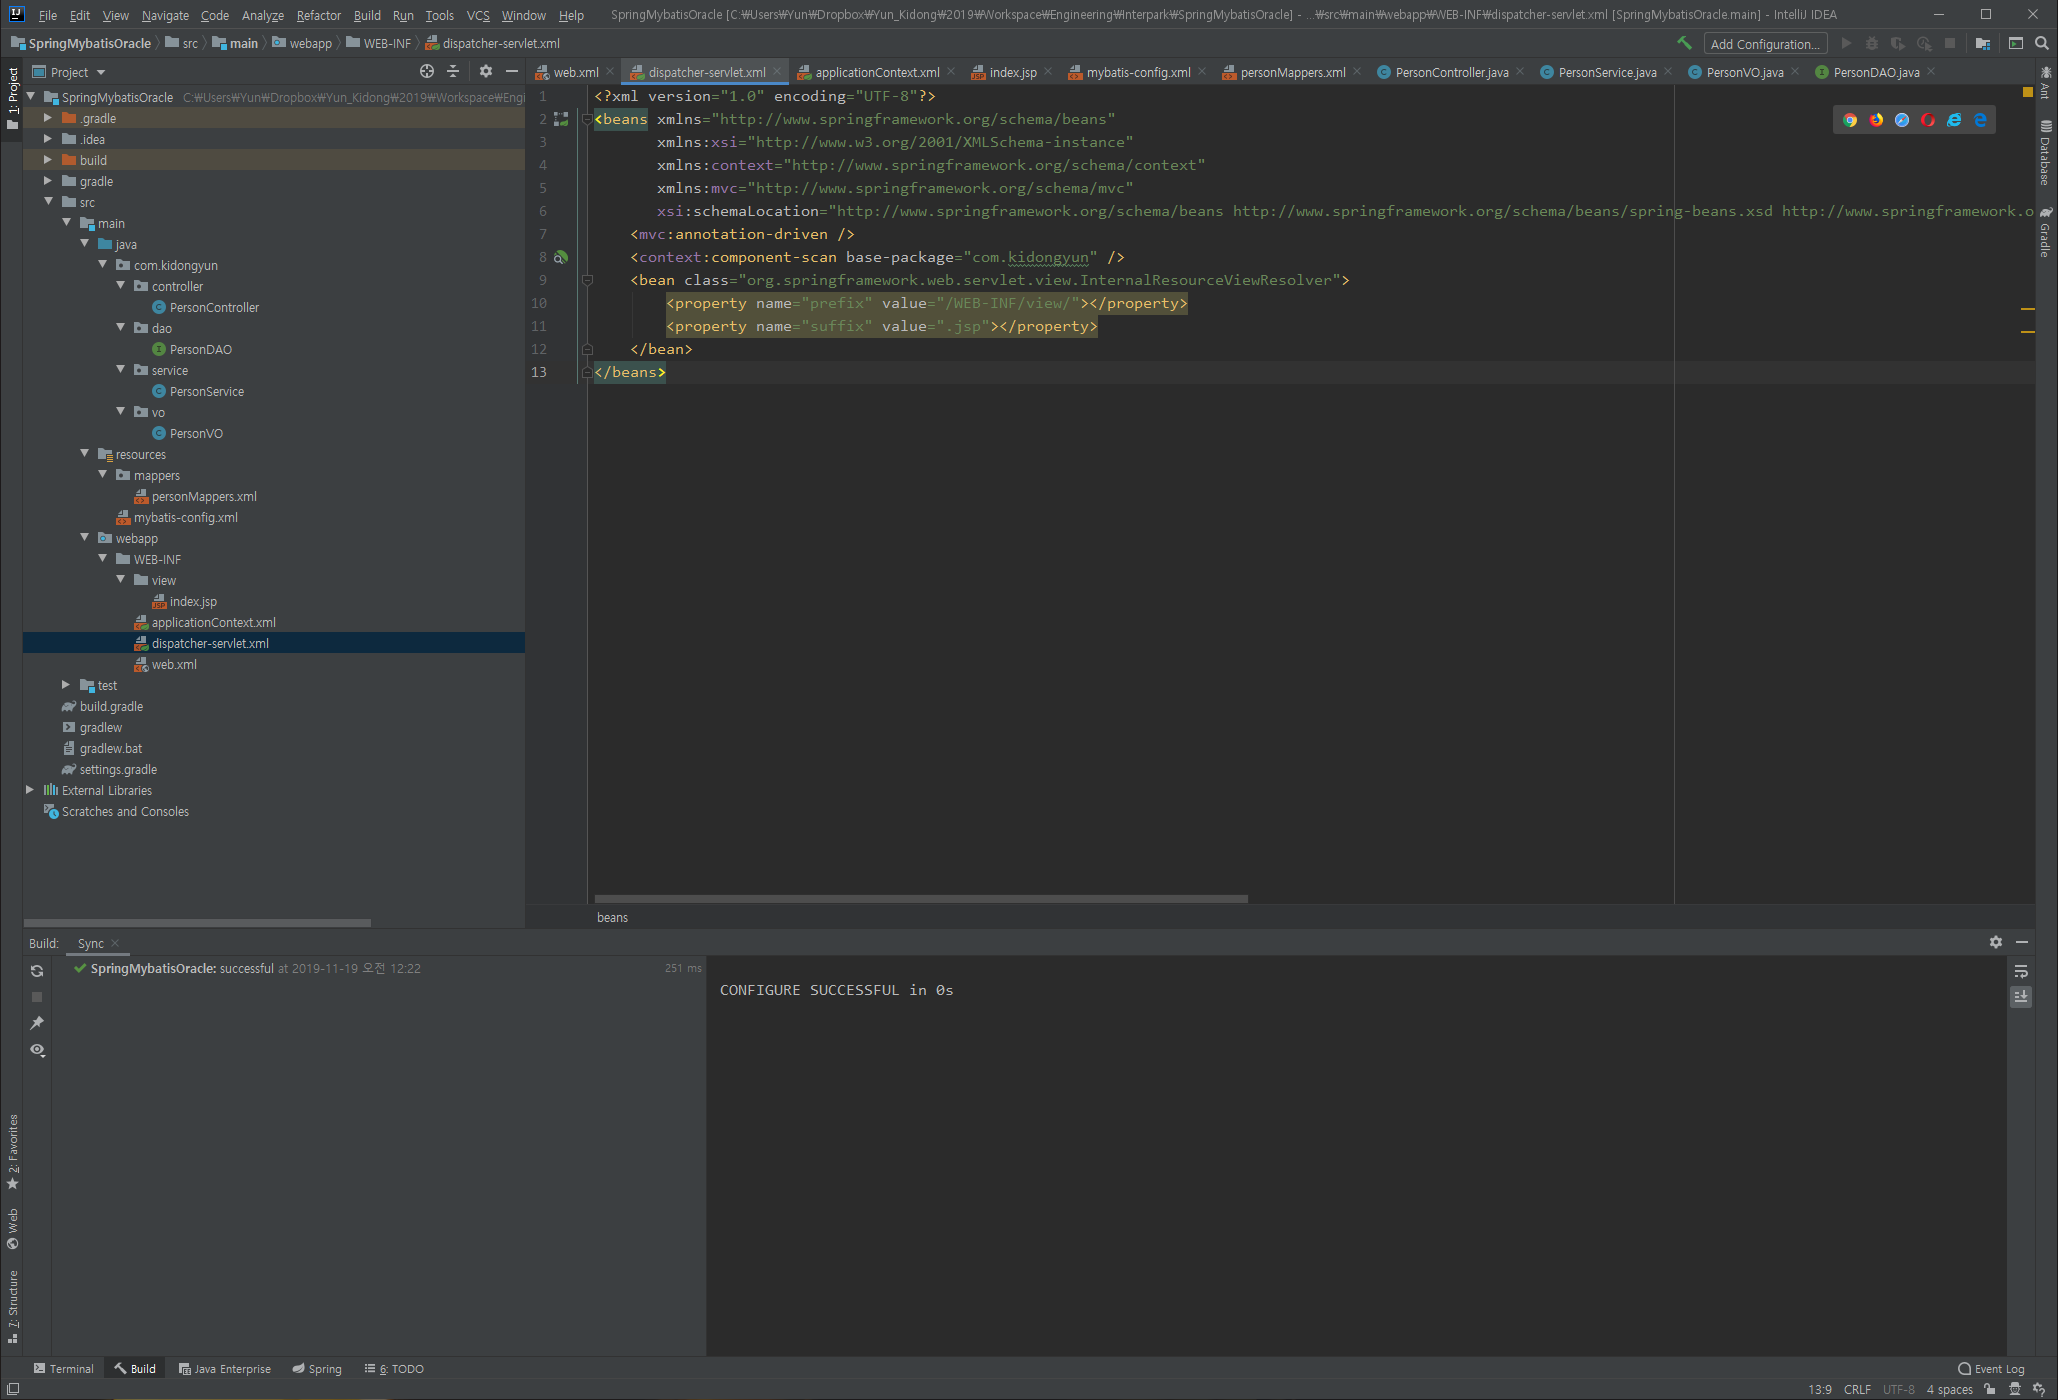 File Edit View Navigate Code Analyze Refactor Build Run Tools VCS Window Help SpringMybatisOracle [C:₩Users₩Yun₩Dropbox₩Yun_Kidong₩2019₩Workspace₩Engineering₩Interpark₩SpringMybatisOracle] - ...₩src₩main₩webapp₩WEB-INF₩dispatcher-servlet.xml [SpringMybatisOracle.main] - IntelliJ IDEA
SpringMybatisOracle src main webapp WEB-INF dispatcher-servlet.xml Add Configuration...
Project
web.xml dispatcher-servlet.xml applicationContext.xml index.jsp mybatis-config.xml personMappers.xml PersonController.java PersonService.java PersonVO.java PersonDAO.java
1: Project
SpringMybatisOracle C:₩Users₩Yun₩Dropbox₩Yun_Kidong₩2019₩Workspace₩Engi
.gradle
.idea
build
gradle
src
main
java
com.kidongyun
controller
PersonController
dao
PersonDAO
service
PersonService
vo
PersonVO
resources
mappers
personMappers.xml
mybatis-config.xml
webapp
WEB-INF
view
index.jsp
applicationContext.xml
dispatcher-servlet.xml
web.xml
test
build.gradle
gradlew
gradlew.bat
settings.gradle
External Libraries
Scratches and Consoles
1 <?xml version="1.0" encoding="UTF-8"?>
2 <beans xmlns="http://www.springframework.org/schema/beans"
3 xmlns:xsi="http://www.w3.org/2001/XMLSchema-instance"
4 xmlns:context="http://www.springframework.org/schema/context"
5 xmlns:mvc="http://www.springframework.org/schema/mvc"
6 xsi:schemaLocation="http://www.springframework.org/schema/beans http://www.springframework.org/schema/beans/spring-beans.xsd http://www.springframework.o
7 <mvc:annotation-driven />
8 <context:component-scan base-package="com.kidongyun" />
9 <bean class="org.springframework.web.servlet.view.InternalResourceViewResolver">
10 <property name="prefix" value="/WEB-INF/view/"></property>
11 <property name="suffix" value=".jsp"></property>
12 </bean>
13 </beans>
beans
Ant
Database
Gradle
Build: Sync
SpringMybatisOracle: successful at 2019-11-19 오전 12:22 251 ms
CONFIGURE SUCCESSFUL in 0s
2: Favorites
Web
7: Structure
Terminal Build Java Enterprise Spring 6: TODO Event Log
13:9 CRLF UTF-8 4 spaces